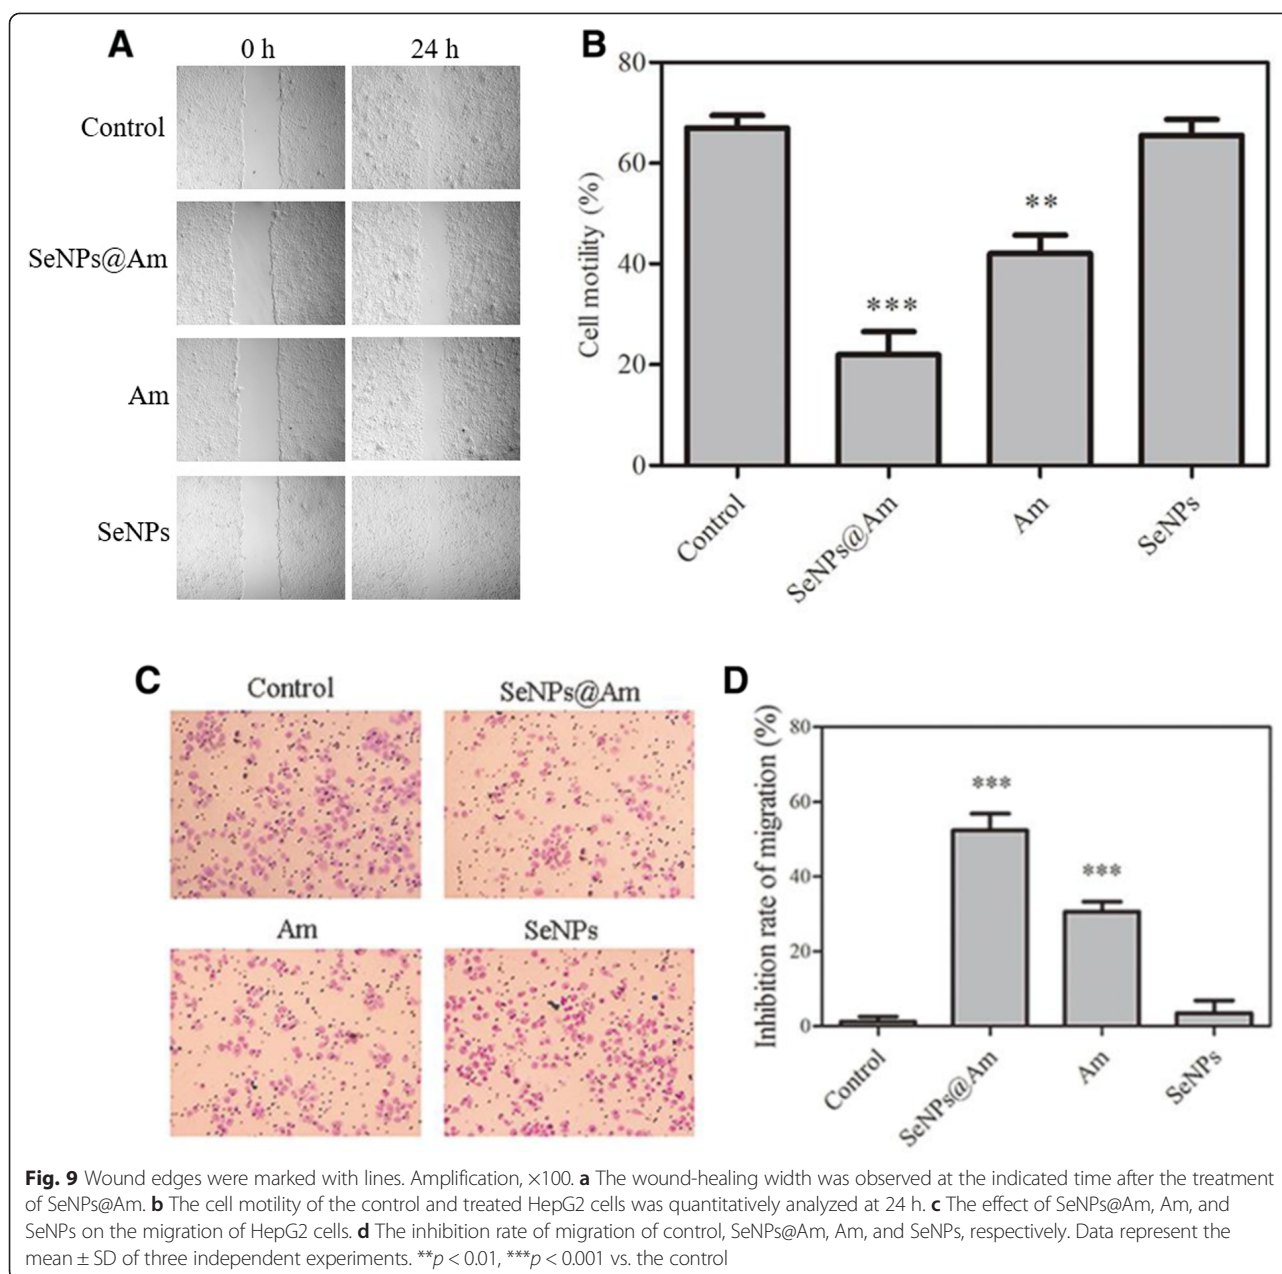 A
0 h
24 h
Control
SeNPs@Am
Am
SeNPs
B
80
60
40
20
0
Cell motility (%)
***
**
Control
SeNPs@Am
Am
SeNPs
C
Control
SeNPs@Am
Am
SeNPs
D
80
60
40
20
0
Inhibition rate of migration (%)
***
***
Control
SeNPs@Am
Am
SeNPs
Fig. 9 Wound edges were marked with lines. Amplification, ×100. a The wound-healing width was observed at the indicated time after the treatment
of SeNPs@Am. b The cell motility of the control and treated HepG2 cells was quantitatively analyzed at 24 h. c The effect of SeNPs@Am, Am, and
SeNPs on the migration of HepG2 cells. d The inhibition rate of migration of control, SeNPs@Am, Am, and SeNPs, respectively. Data represent the
mean ± SD of three independent experiments. **p < 0.01, ***p < 0.001 vs. the control